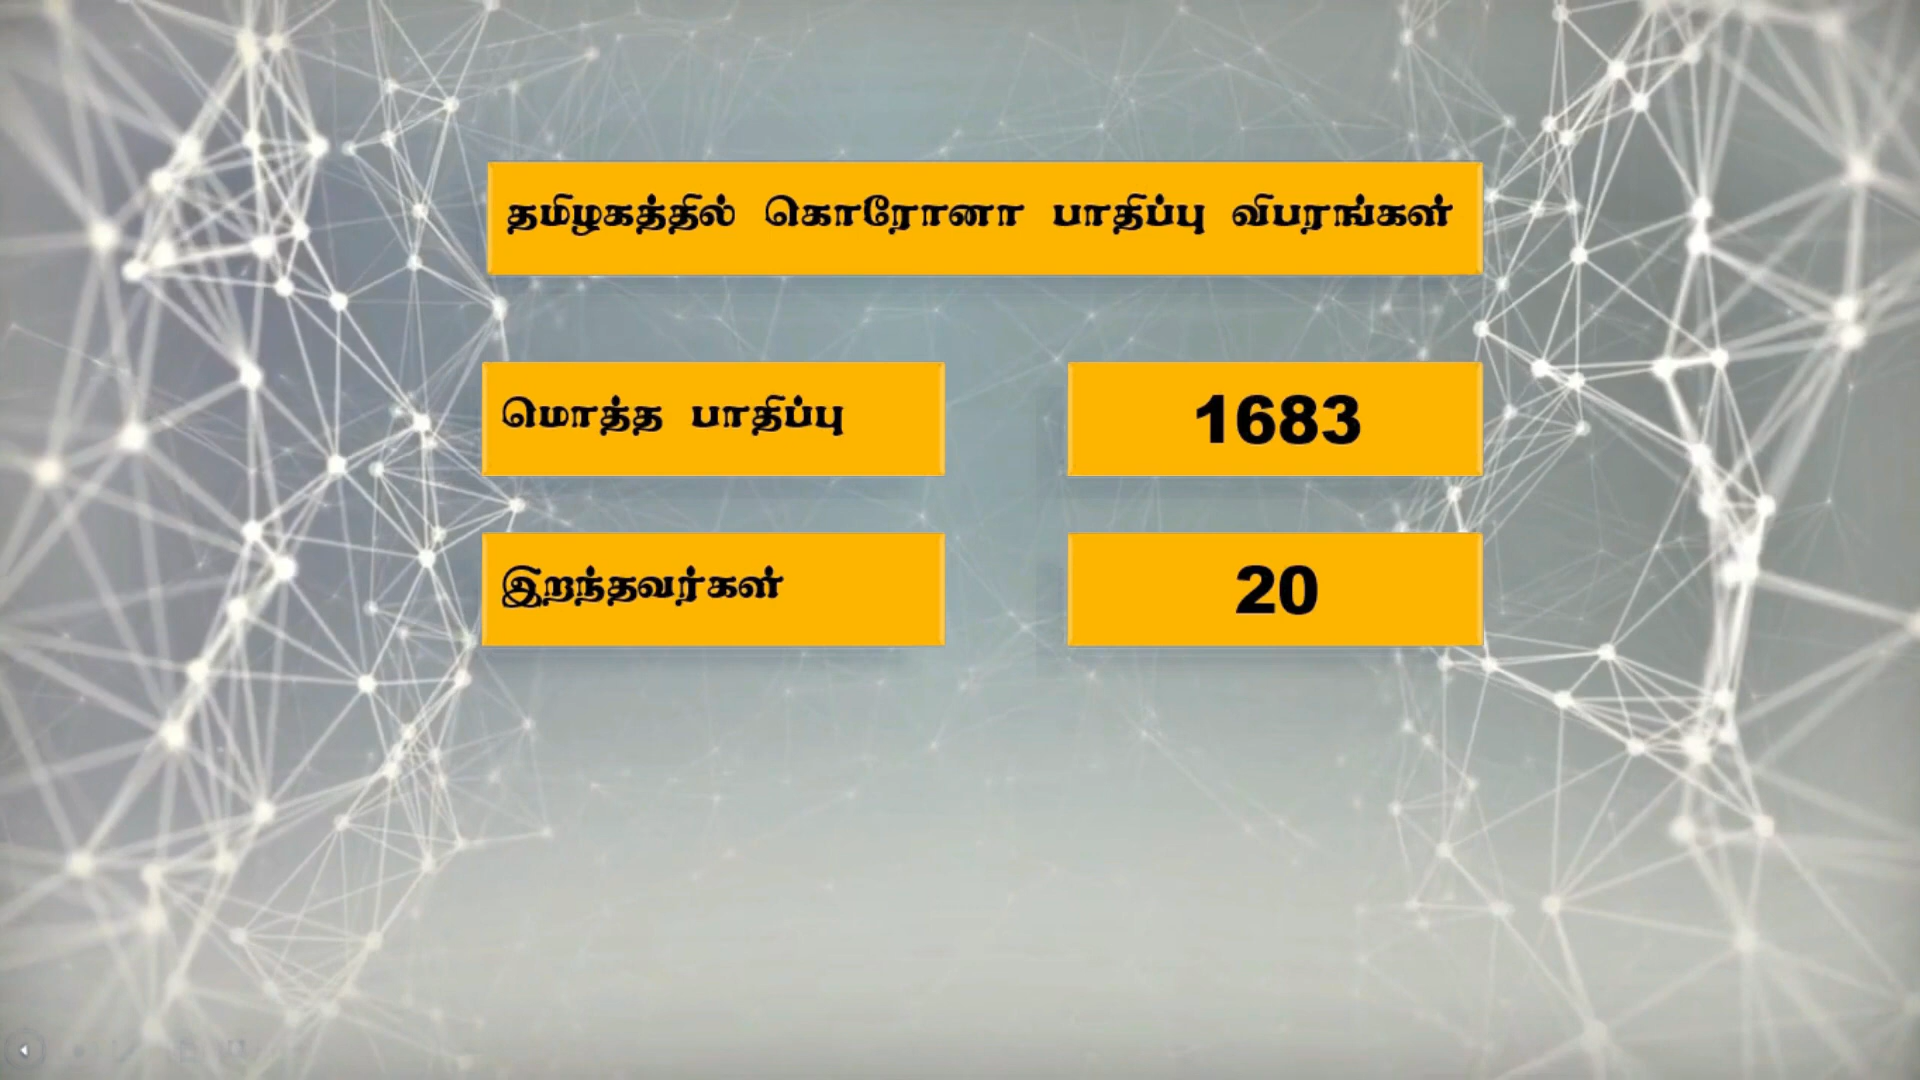 தமிழகத்தில் கொரோனா பாதிப்பு விபரங்கள்
மொத்த பாதிப்பு 1683
இறந்தவர்கள் 20